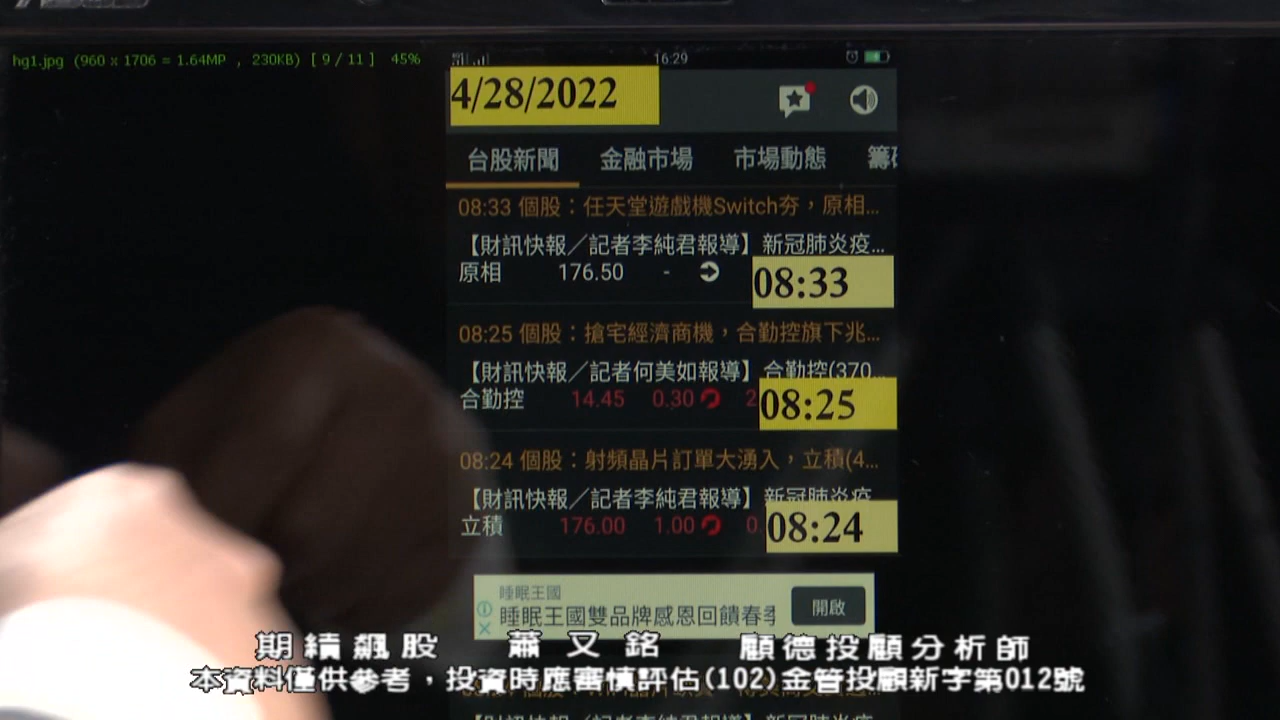 hg1.jpg (960 x 1706 = 1.64MP , 230KB) [ 9 / 11 ] 45%
16:29
4/28/2022
台股新聞 金融市場 市場動態 籌
08:33 個股：任天堂遊戲機Switch夯，原相...
【財訊快報／記者李純君報導】新冠肺炎疫...
原相 176.50 -
08:33
08:25 個股：搶宅經濟商機，合勤控旗下兆...
【財訊快報／記者何美如報導】合勤控(370...
合勤控 14.45 0.30 2
08:25
08:24 個股：射頻晶片訂單大湧入，立積(4...
【財訊快報／記者李純君報導】新冠肺炎疫
立積 176.00 1.00 0.
08:24
睡眠王國
睡眠王國雙品牌感恩回饋春季
開啟
期續飆股 蕭又銘 顧德投顧分析師
本資料僅供參考，投資時應審慎評估(102)金管投顧新字第012號